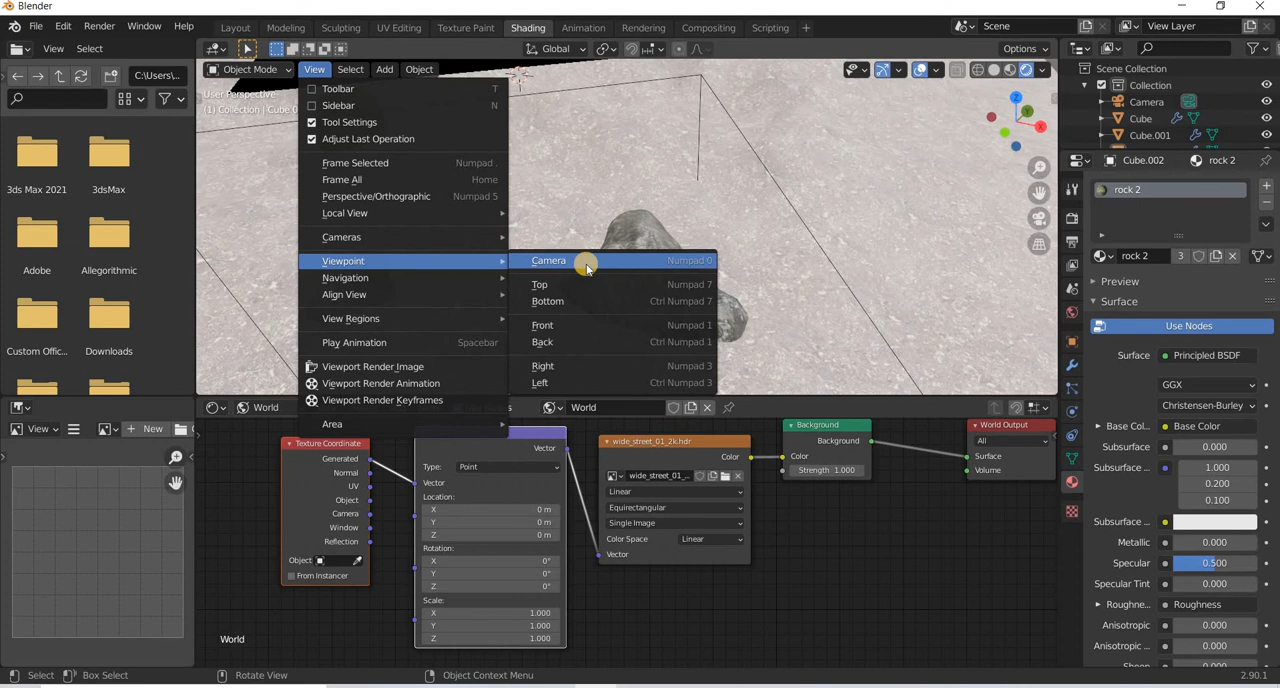 Blender
File Edit Render Window Help Layout Modeling Sculpting UV Editing Texture Paint Shading Animation Rendering Compositing Scripting + Scene View Layer
View Select Global Options
C:\Users\...
Object Mode View Select Add Object
User Perspective
(1) Collection | Cube.0
3ds Max 2021 3dsMax
Adobe Allegorithmic
Custom Offic... Downloads
Toolbar T
Sidebar N
Tool Settings
Adjust Last Operation
Frame Selected Numpad .
Frame All Home
Perspective/Orthographic Numpad 5
Local View
Cameras
Viewpoint
Navigation
Align View
View Regions
Play Animation Spacebar
Viewport Render Image
Viewport Render Animation
Viewport Render Keyframes
Area
Camera Numpad 0
Top Numpad 7
Bottom Ctrl Numpad 7
Front Numpad 1
Back Ctrl Numpad 1
Right Numpad 3
Left Ctrl Numpad 3
Z
Y
X
Scene Collection
Collection
Camera
Cube
Cube.001
Cube.002 rock 2
rock 2
rock 2 3
Preview
Surface
Use Nodes
Surface Principled BSDF
GGX
Christensen-Burley
Base Col... Base Color
Subsurface 0.000
Subsurface ... 1.000
0.200
0.100
Subsurface ...
Metallic 0.000
Specular 0.500
Specular Tint 0.000
Roughne... Roughness
Anisotropic 0.000
Anisotropic ... 0.000
Sheen 0.000
View + New
World World
Texture Coordinate
Generated
Normal
UV
Object
Camera
Window
Reflection
Object
From Instancer
Vector
Type: Point
Vector
Location:
X 0 m
Y 0 m
Z 0 m
Rotation:
X 0°
Y 0°
Z 0°
Scale:
X 1.000
Y 1.000
Z 1.000
wide_street_01_2k.hdr
Color
wide_street_01_...
Linear
Equirectangular
Single Image
Color Space Linear
Vector
Background
Background
Color
Strength 1.000
World Output
All
Surface
Volume
World
Select Box Select Rotate View Object Context Menu 2.90.1